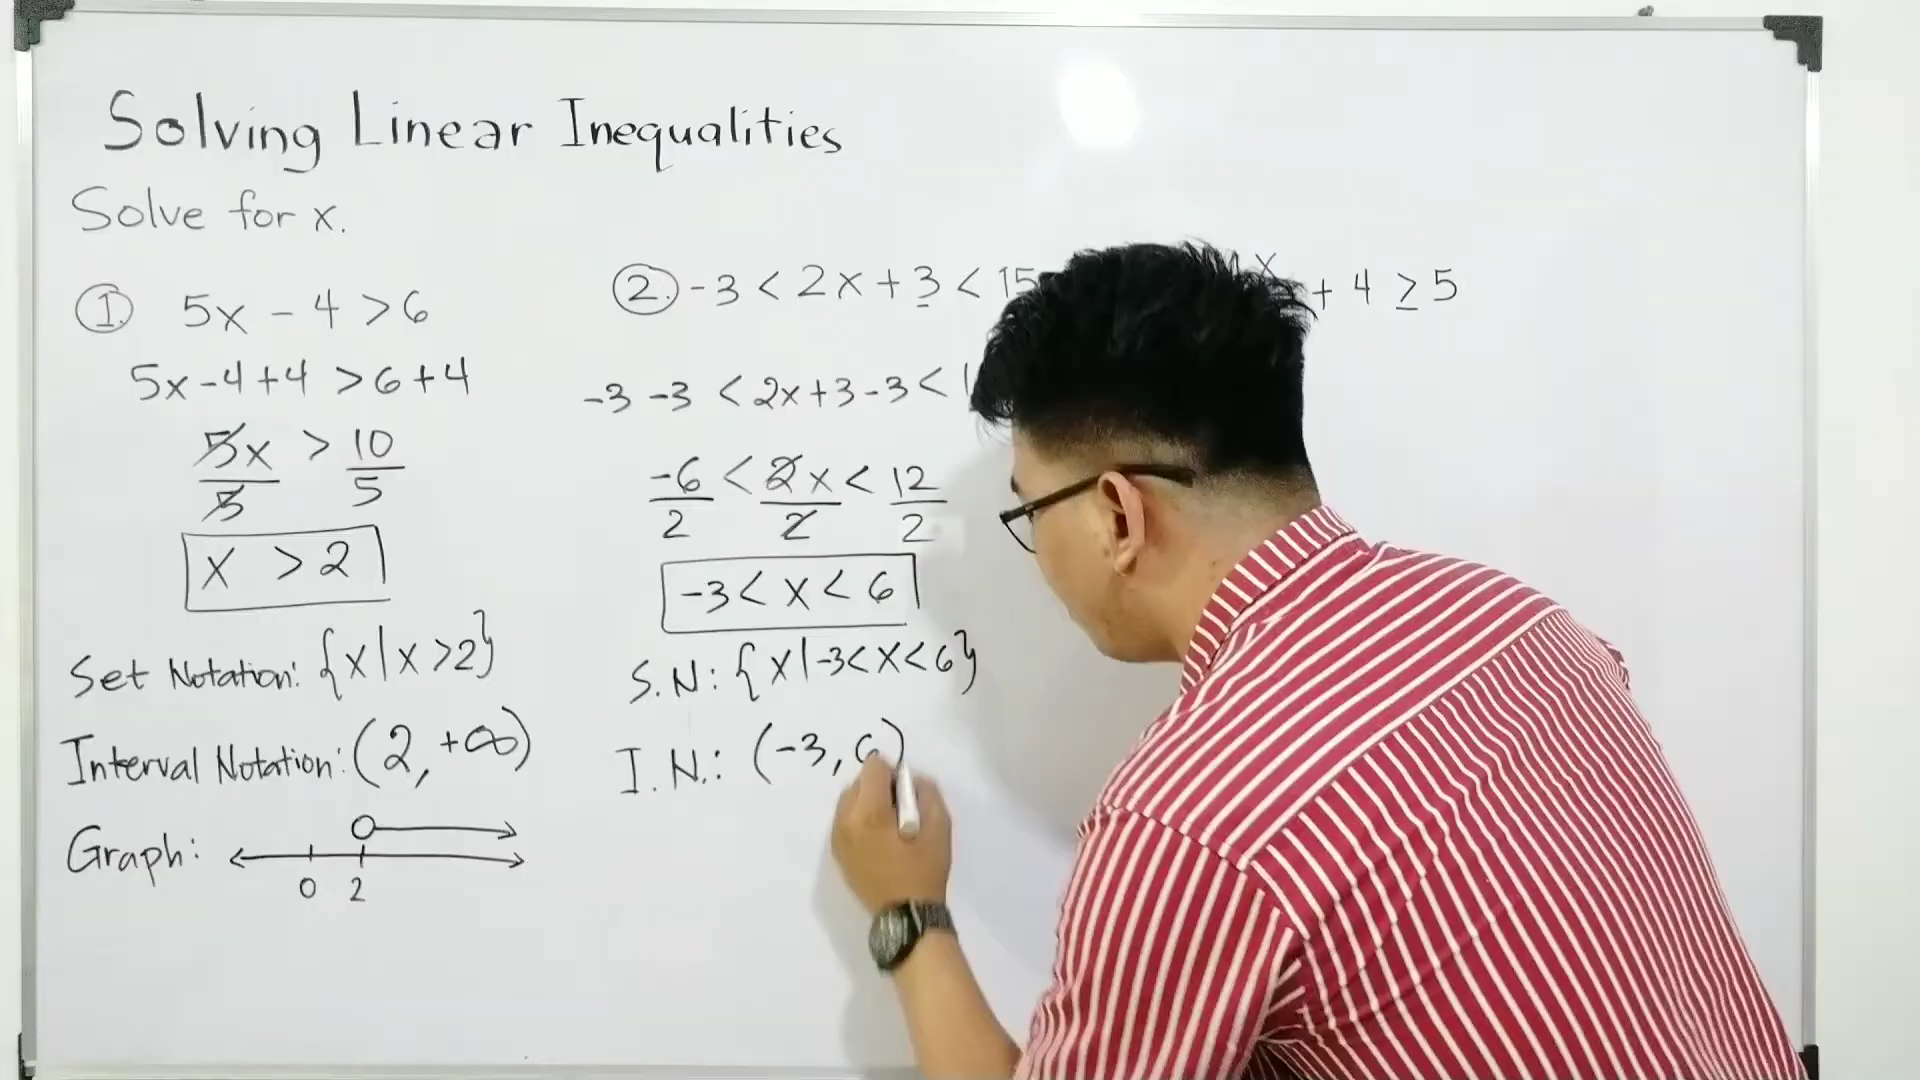 Solving Linear Inequalities
Solve for x.
1. 5x - 4 > 6
5x - 4 + 4 > 6 + 4
5x/5 > 10/5
x > 2
Set Notation: {x | x > 2}
Interval Notation: (2, +∞)
Graph:
0 2
2. -3 < 2x + 3 < 15
-3 - 3 < 2x + 3 - 3 <
-6/2 < 2x/2 < 12/2
-3 < x < 6
S.N: {x | -3 < x < 6}
I.N.: (-3, 6)
x + 4 ≥ 5